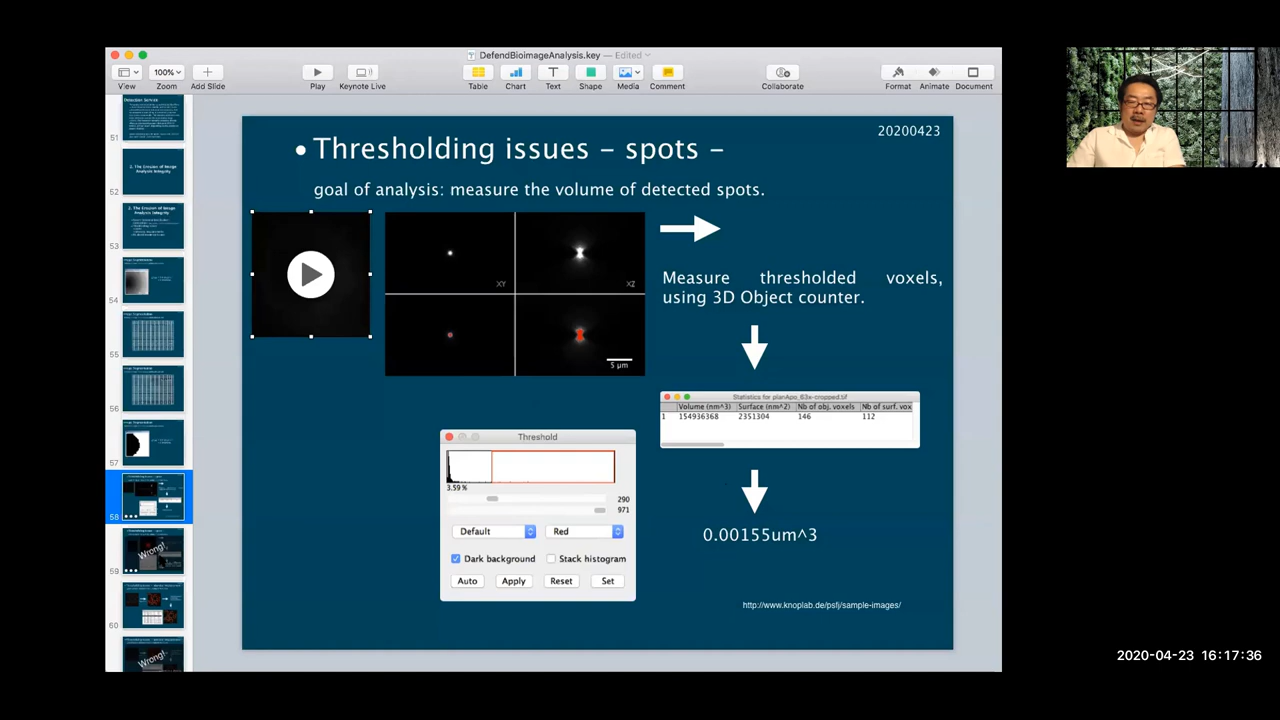 DefendBioimageAnalysis.key — Edited
100%
View
Zoom
Add Slide
Play
Keynote Live
Table
Chart
Text
Shape
Media
Comment
Collaborate
Format
Animate
Document
51
52
53
54
55
56
57
58
59
60
Wrong!
Wrong!
20200423
• Thresholding issues – spots –
goal of analysis: measure the volume of detected spots.
XY
XZ
5 μm
Measure thresholded voxels,
using 3D Object counter.
Statistics for planApo_63x-cropped.tif
Volume (nm^3) Surface (nm^2) Nb of obj. voxels Nb of surf. vox
1 154936368 2351304 146 112
Threshold
3.59 %
290
971
Default Red
Dark background Stack histogram
Auto Apply Reset Set
0.00155um^3
http://www.knoplab.de/psfj/sample-images/
2020-04-23 16:17:36